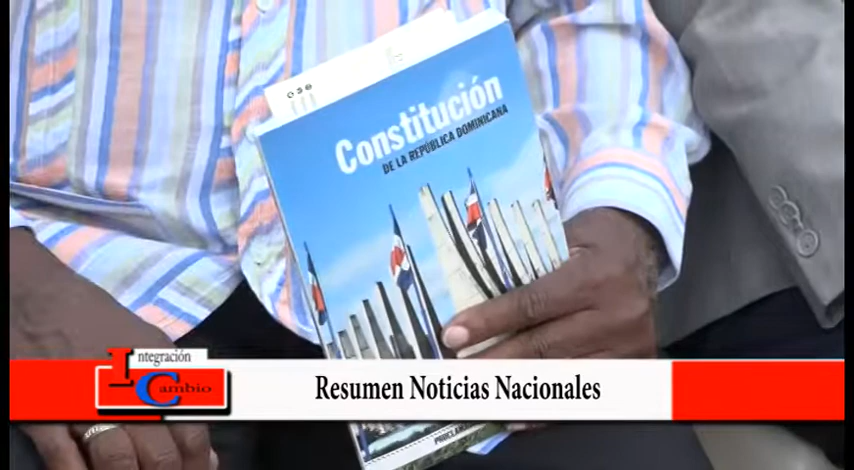 Constitución
DE LA REPÚBLICA DOMINICANA
Integración
Cambio
Resumen Noticias Nacionales